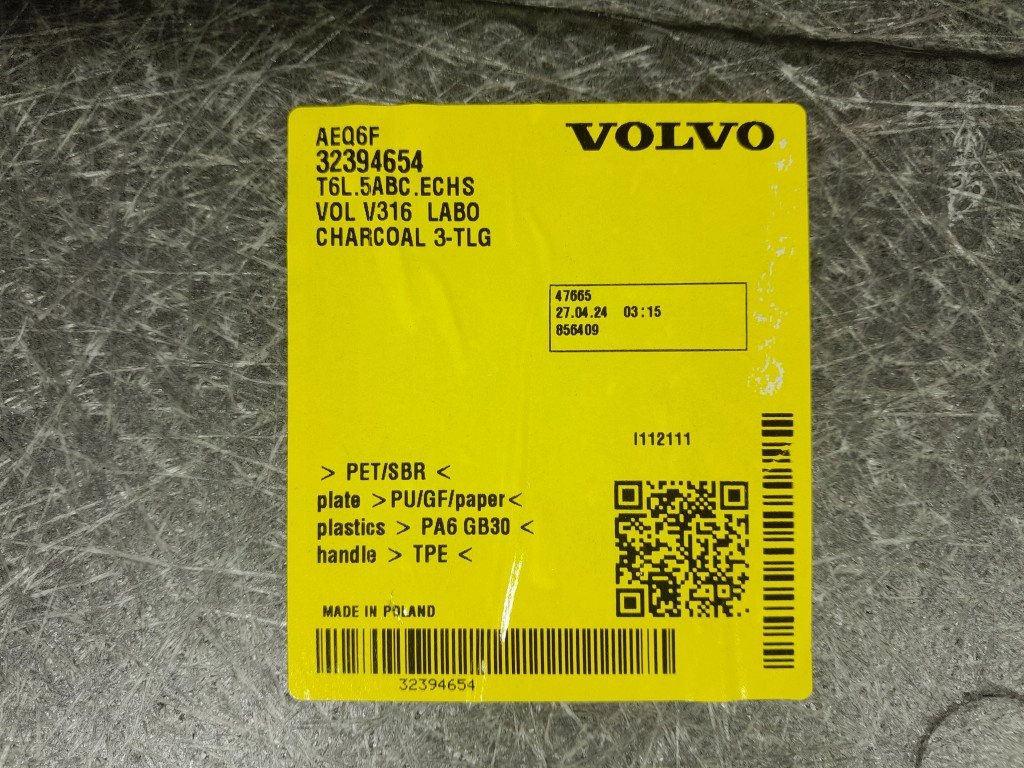 AEQ6F
VOLVO
32394654
T6L.5ABC.ECHS
VOL V316 LABO
CHARCOAL 3-TLG
47665
27.04.24 03:15
856409
I112111
> PET/SBR <
plate >PU/GF/paper<
plastics > PA6 GB30 <
handle > TPE <
MADE IN POLAND
32394654